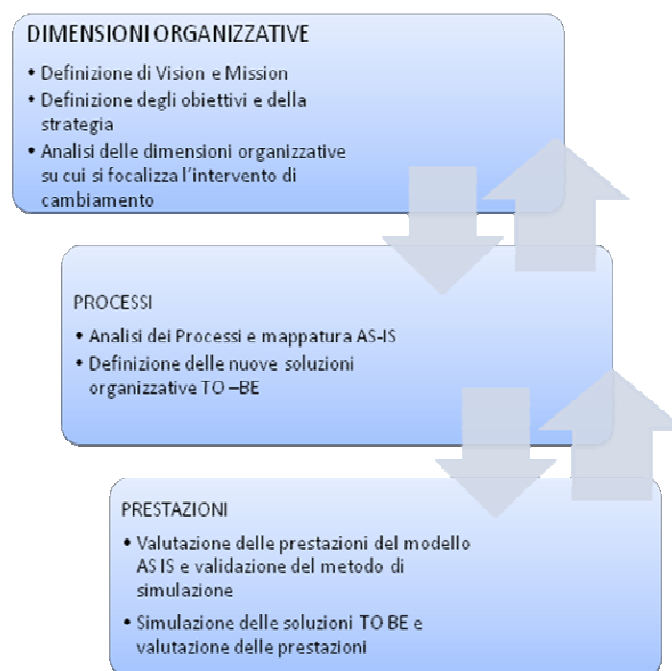 DIMENSIONI ORGANIZZATIVE
• Definizione di Vision e Mission
• Definizione degli obiettivi e della
strategia
• Analisi delle dimensioni organizzative
su cui si focalizza l'intervento di
cambiamento
PROCESSI
• Analisi dei Processi e mappatura AS-IS
• Definizione delle nuove soluzioni
organizzative TO –BE
PRESTAZIONI
• Valutazione delle prestazioni del modello
AS IS e validazione del metodo di
simulazione
• Simulazione delle soluzioni TO BE e
valutazione delle prestazioni